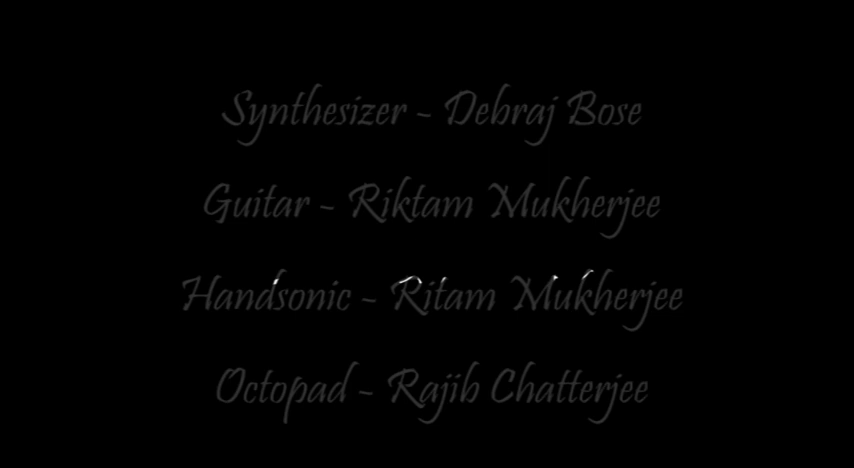 Synthesizer - Debraj Bose
Guitar - Riktam Mukherjee
Handsonic - Ritam Mukherjee
Octopad - Rajib Chatterjee